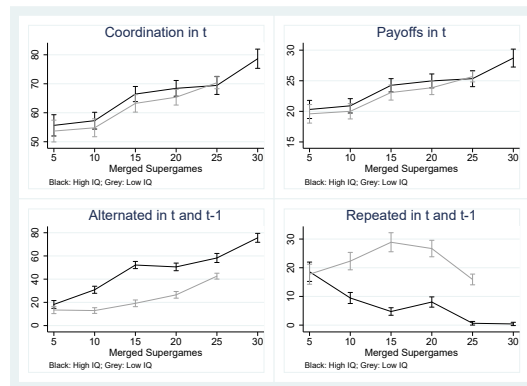 Coordination in t
80
70
60
50
5 10 15 20 25 30
Merged Supergames
Black: High IQ; Grey: Low IQ
Payoffs in t
30
25
20
15
5 10 15 20 25 30
Merged Supergames
Black: High IQ; Grey: Low IQ
Alternated in t and t-1
80
60
40
20
0
5 10 15 20 25 30
Merged Supergames
Black: High IQ; Grey: Low IQ
Repeated in t and t-1
30
20
10
0
5 10 15 20 25 30
Merged Supergames
Black: High IQ; Grey: Low IQ